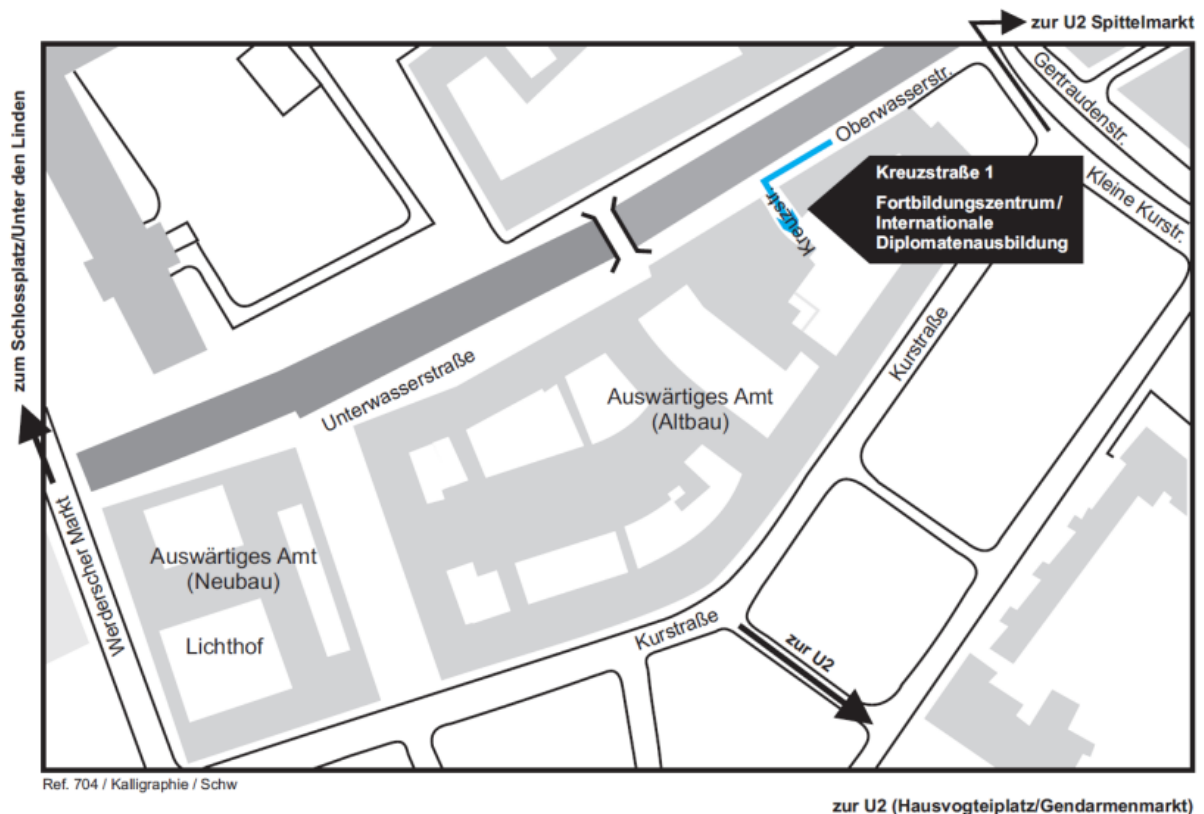 zur U2 Spittelmarkt
zum Schlossplatz/Unter den Linden
Gertraudenstr.
Oberwasserstr.
Kreuzstraße 1
Fortbildungszentrum/
Internationale
Diplomatenausbildung
Kreuzstr.
Kleine Kurstr.
Kurstraße
Unterwasserstraße
Auswärtiges Amt
(Altbau)
Werderscher Markt
Auswärtiges Amt
(Neubau)
Lichthof
Kurstraße
zur U2
Ref. 704 / Kalligraphie / Schw
zur U2 (Hausvogteiplatz/Gendarmenmarkt)